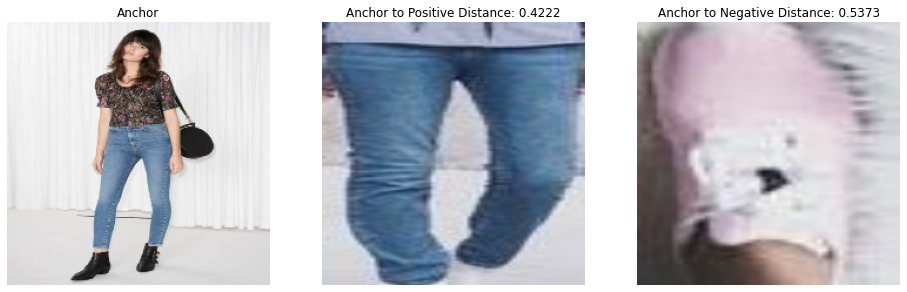 Anchor
Anchor to Positive Distance: 0.4222
Anchor to Negative Distance: 0.5373